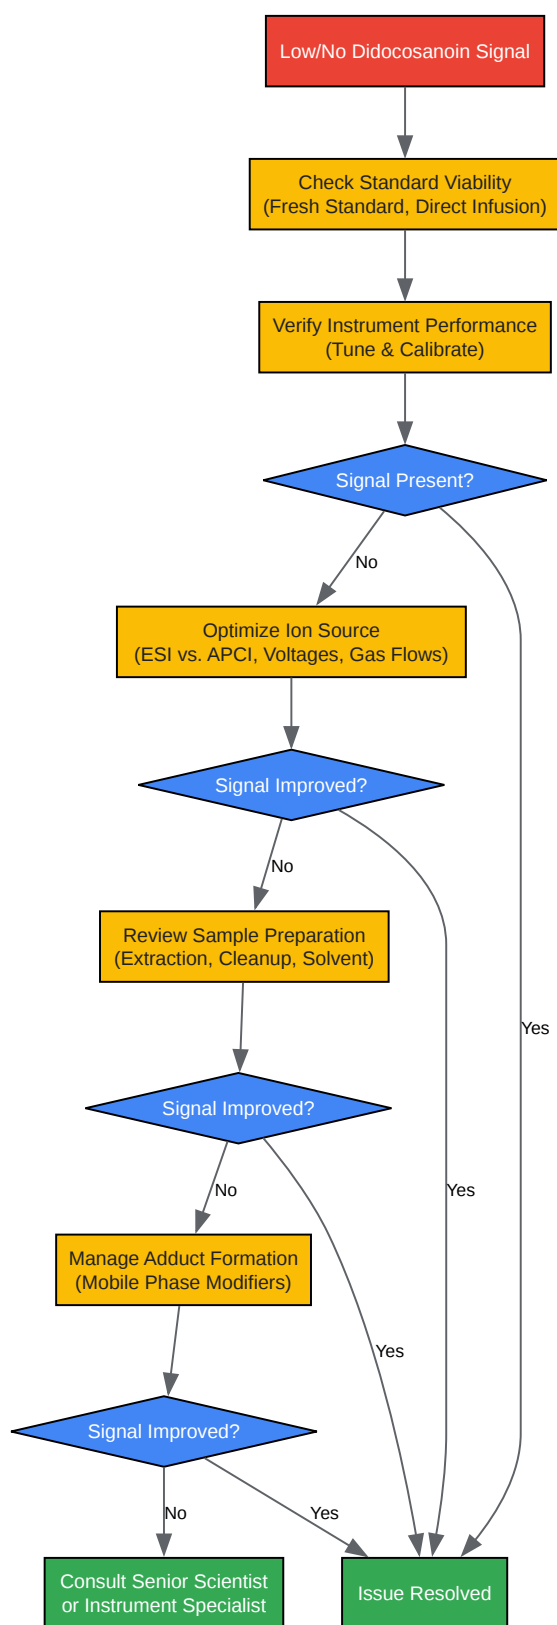 Low/No Didocosanoin Signal
Check Standard Viability
(Fresh Standard, Direct Infusion)
Verify Instrument Performance
(Tune & Calibrate)
Signal Present?
No
Optimize Ion Source
(ESI vs. APCI, Voltages, Gas Flows)
Signal Improved?
No
Review Sample Preparation
(Extraction, Cleanup, Solvent)
Yes
Signal Improved?
No
Yes
Manage Adduct Formation
(Mobile Phase Modifiers)
Yes
Signal Improved?
No
Yes
Consult Senior Scientist
or Instrument Specialist
Issue Resolved